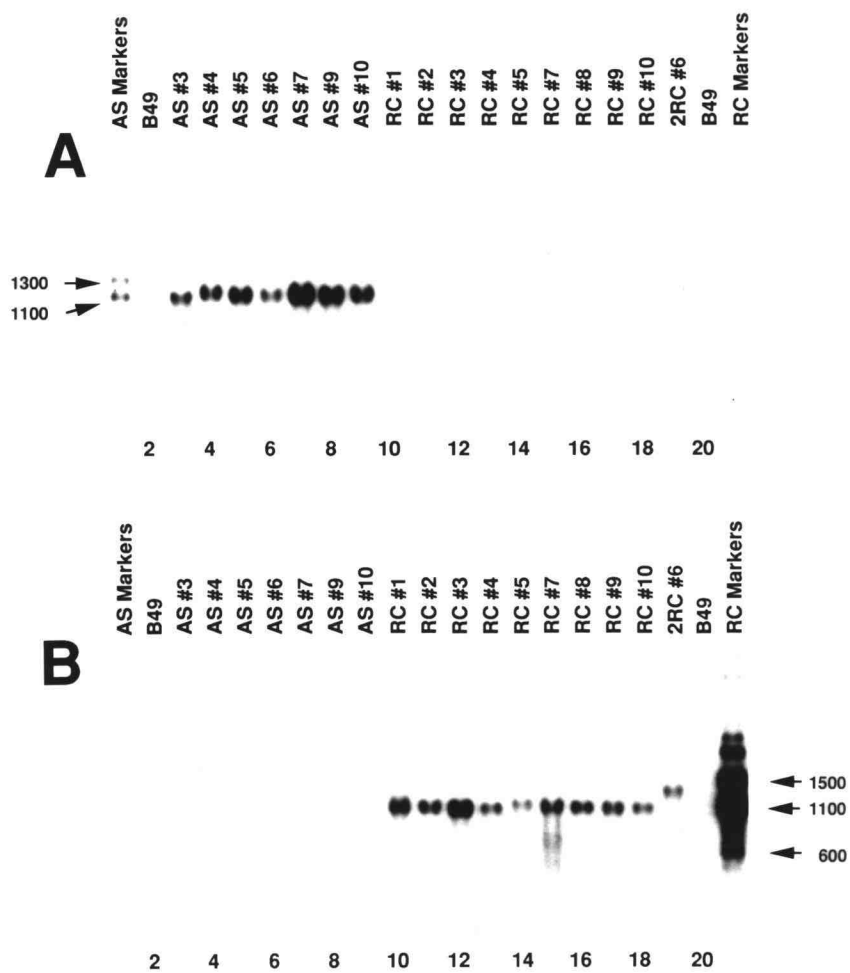 AS Markers
B49
AS #3
AS #4
AS #5
AS #6
AS #7
AS #9
AS #10
RC #1
RC #2
RC #3
RC #4
RC #5
RC #7
RC #8
RC #9
RC #10
2RC #6
B49
RC Markers
A
1300
1100
2 4 6 8 10 12 14 16 18 20
AS Markers
B49
AS #3
AS #4
AS #5
AS #6
AS #7
AS #9
AS #10
RC #1
RC #2
RC #3
RC #4
RC #5
RC #7
RC #8
RC #9
RC #10
2RC #6
B49
RC Markers
B
1500
1100
600
2 4 6 8 10 12 14 16 18 20